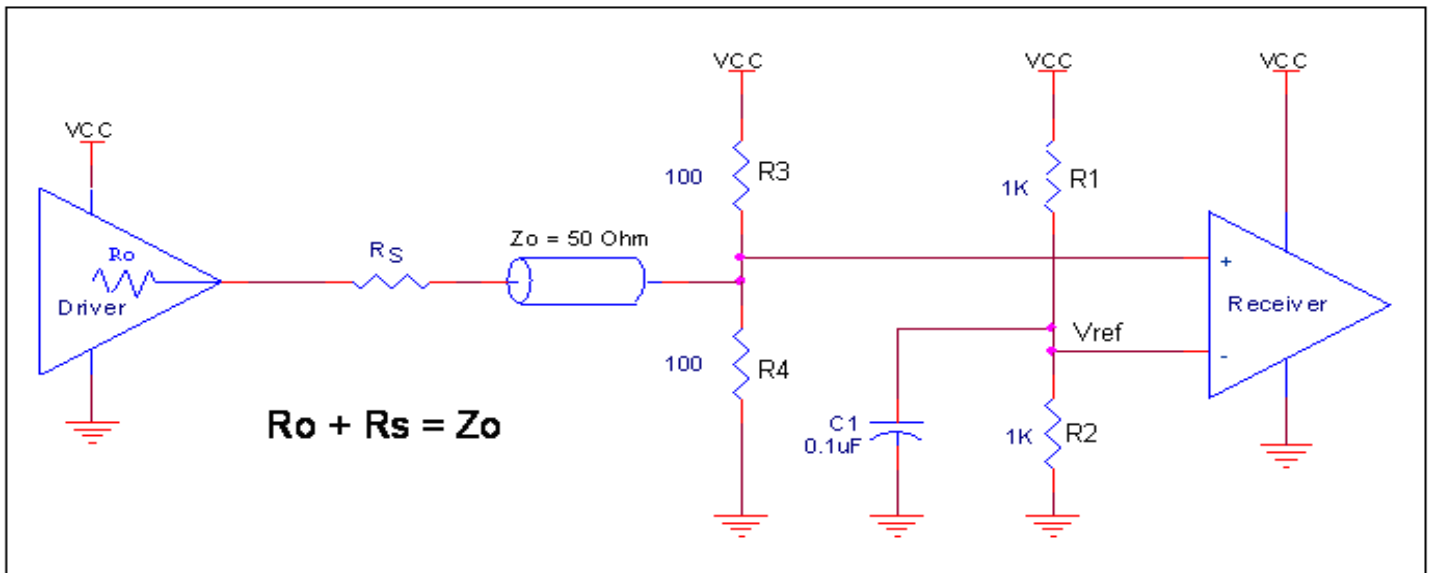 VCC
VCC
VCC
VCC
100
R3
1K
R1
Zo = 50 Ohm
Ro
RS
Driver
+
Receiver
Vref
-
100
R4
Ro + Rs = Zo
C1
0.1uF
1K
R2